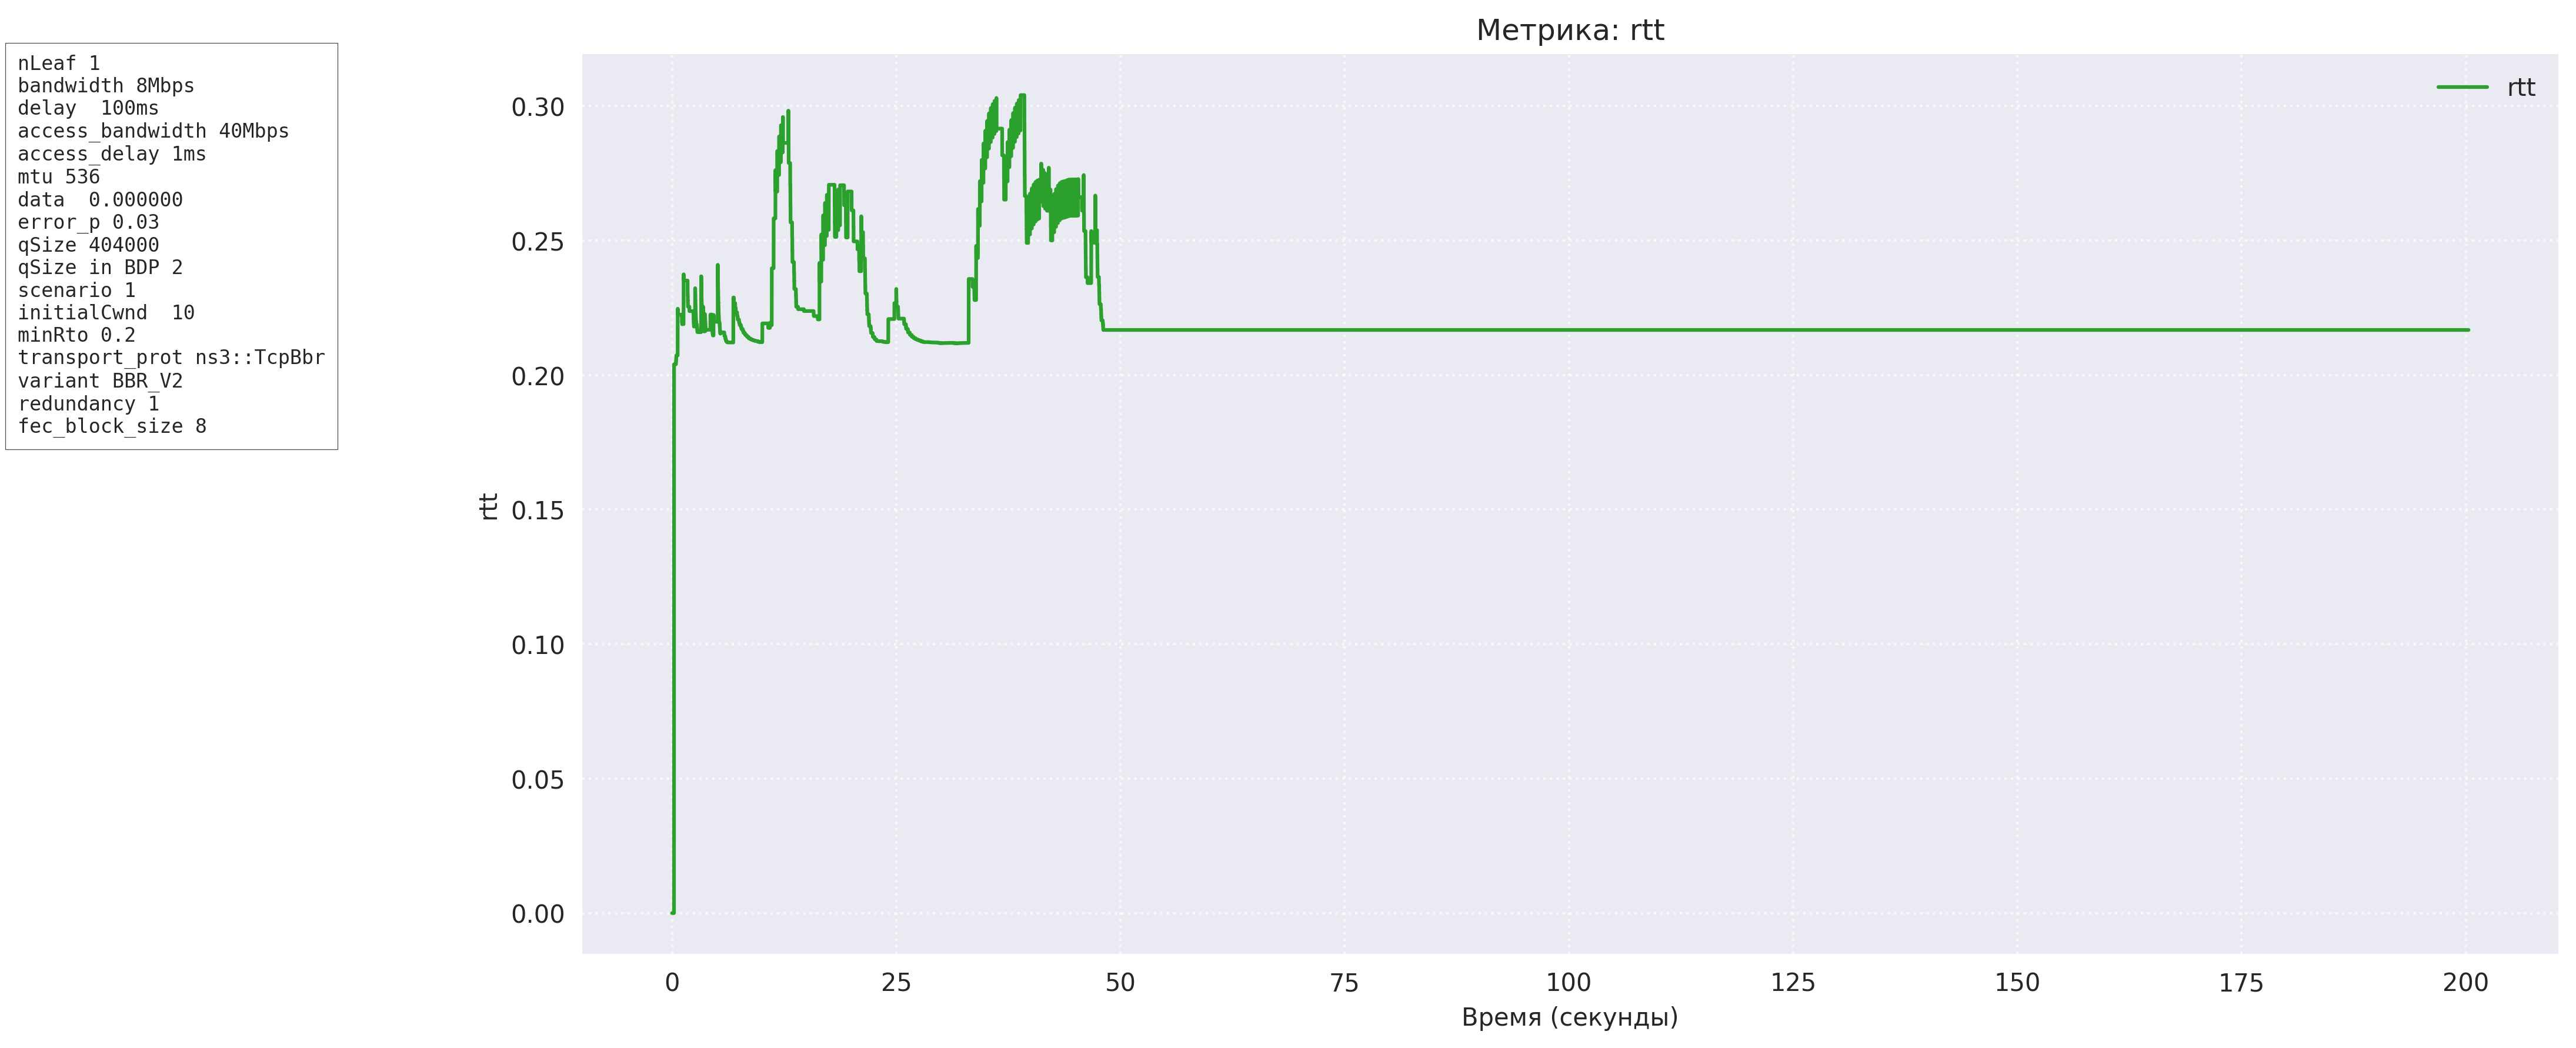 Метрика: rtt
nLeaf 1
bandwidth 8Mbps
delay  100ms
access_bandwidth 40Mbps
access_delay 1ms
mtu 536
data  0.000000
error_p 0.03
qSize 404000
qSize in BDP 2
scenario 1
initialCwnd  10
minRto 0.2
transport_prot ns3::TcpBbr
variant BBR_V2
redundancy 1
fec_block_size 8
rtt
rtt
0.30
0.25
0.20
0.15
0.10
0.05
0.00
0 25 50 75 100 125 150 175 200
Время (секунды)